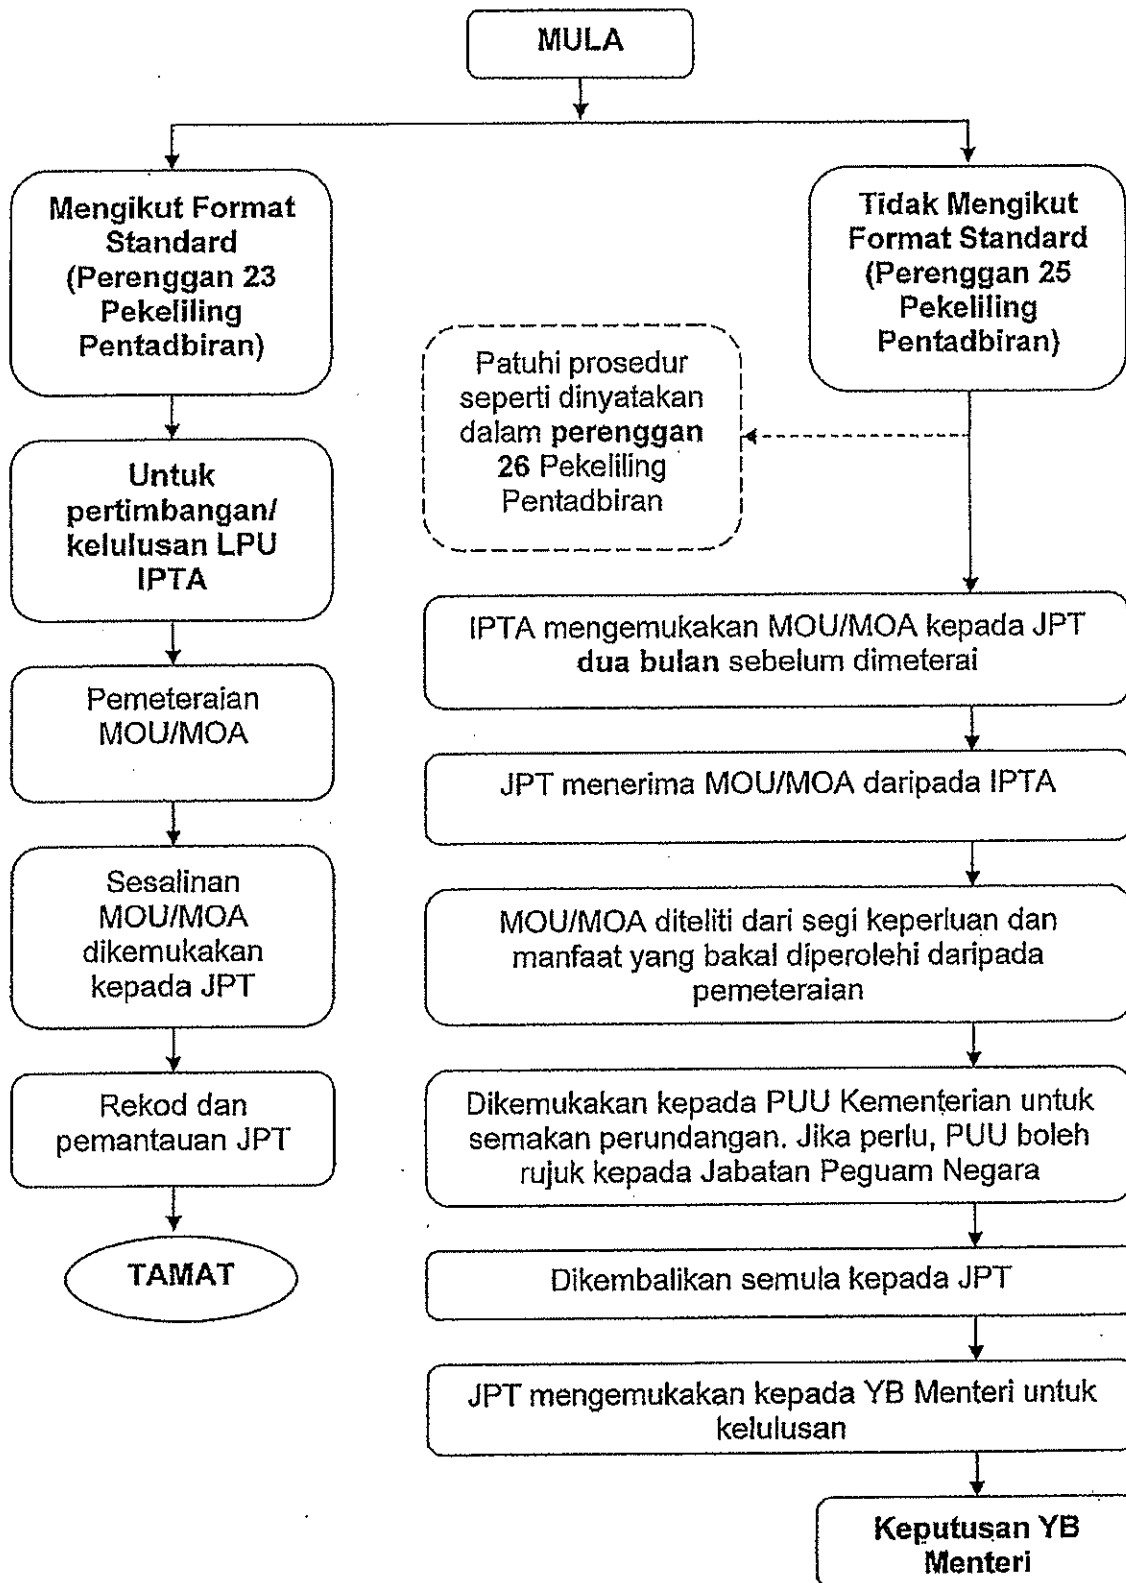 MULA
Mengikut Format
Standard
(Perenggan 23
Pekeliling
Pentadbiran)
Untuk
pertimbangan/
kelulusan LPU
IPTA
Pemeteraian
MOU/MOA
Sesalinan
MOU/MOA
dikemukakan
kepada JPT
Rekod dan
pemantauan JPT
TAMAT
Tidak Mengikut
Format Standard
(Perenggan 25
Pekeliling
Pentadbiran)
Patuhi prosedur
seperti dinyatakan
dalam perenggan
26 Pekeliling
Pentadbiran
IPTA mengemukakan MOU/MOA kepada JPT
dua bulan sebelum dimeterai
JPT menerima MOU/MOA daripada IPTA
MOU/MOA diteliti dari segi keperluan dan
manfaat yang bakal diperolehi daripada
pemeteraian
Dikemukakan kepada PUU Kementerian untuk
semakan perundangan. Jika perlu, PUU boleh
rujuk kepada Jabatan Peguam Negara
Dikembalikan semula kepada JPT
JPT mengemukakan kepada YB Menteri untuk
kelulusan
Keputusan YB
Menteri